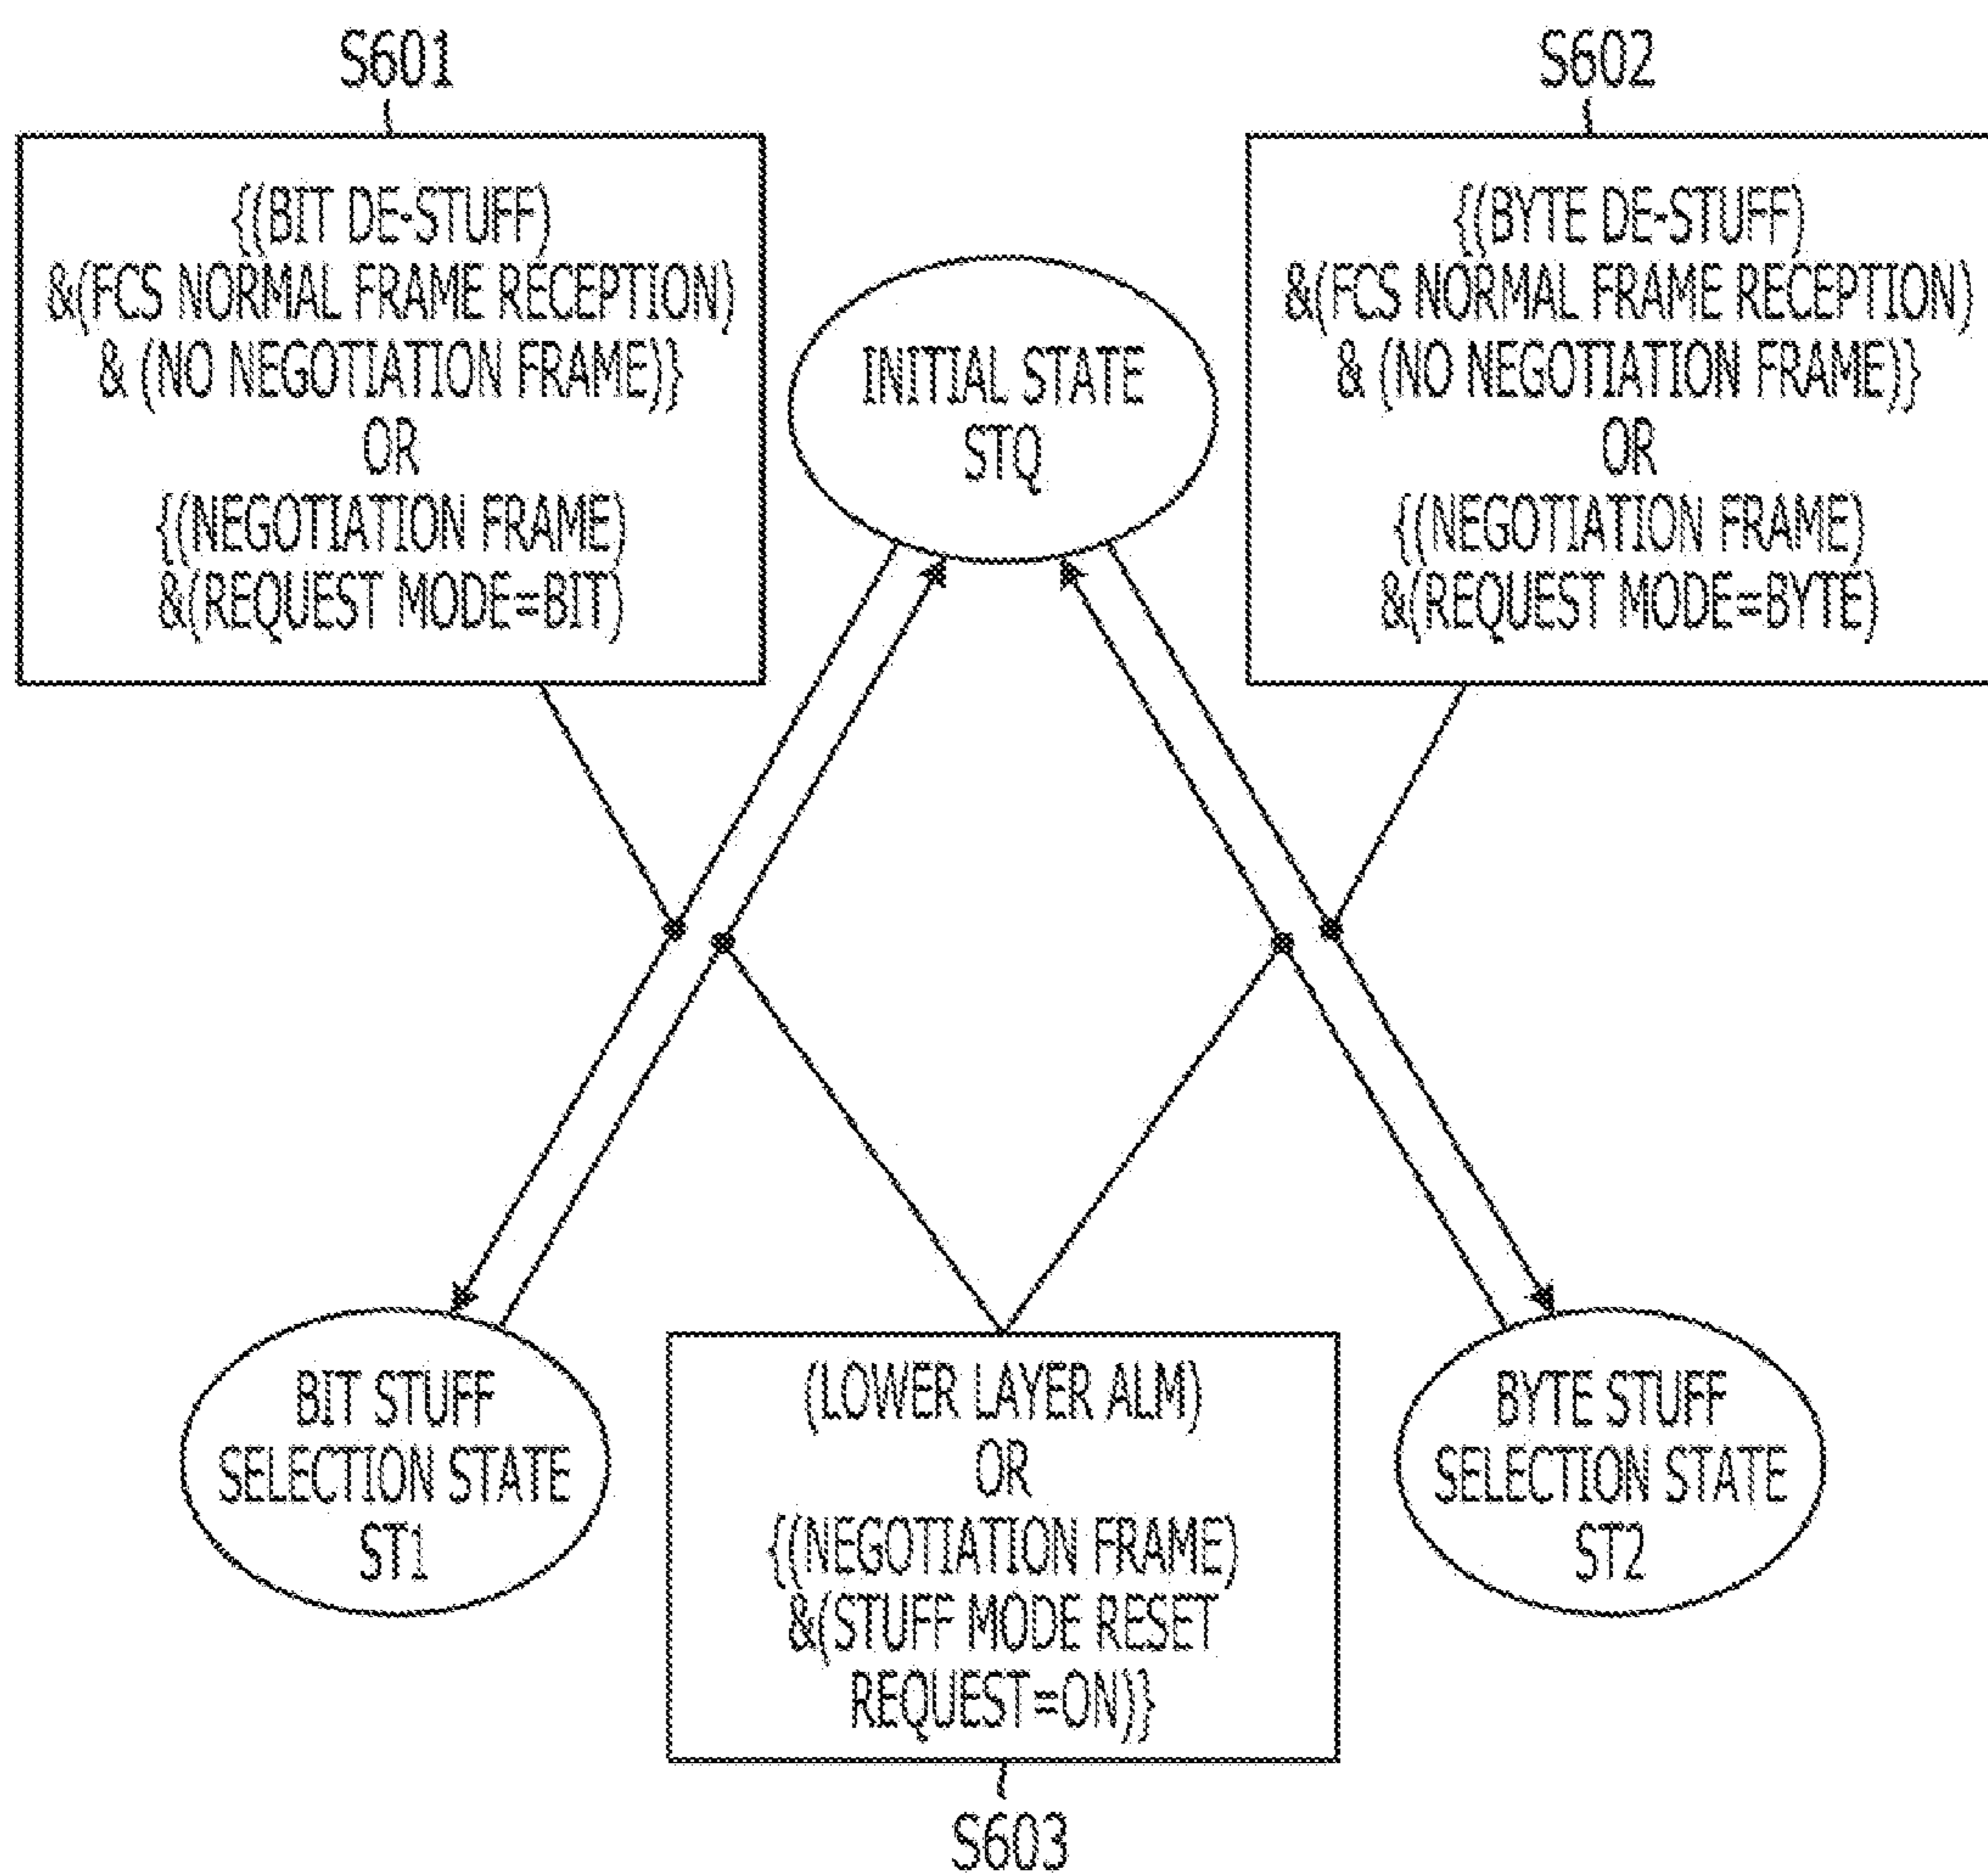 S601
{(BIT DE-STUFF)
&(FCS NORMAL FRAME RECEPTION)
& (NO NEGOTIATION FRAME)}
OR
{(NEGOTIATION FRAME)
&(REQUEST MODE=BIT)
S602
{(BYTE DE-STUFF)
&(FCS NORMAL FRAME RECEPTION)
& (NO NEGOTIATION FRAME)}
OR
{(NEGOTIATION FRAME)
&(REQUEST MODE=BYTE)
INITIAL STATE
STQ
BIT STUFF
SELECTION STATE
ST1
(LOWER LAYER ALM)
OR
{(NEGOTIATION FRAME)
&(STUFF MODE RESET
REQUEST=ON)}
S603
BYTE STUFF
SELECTION STATE
ST2